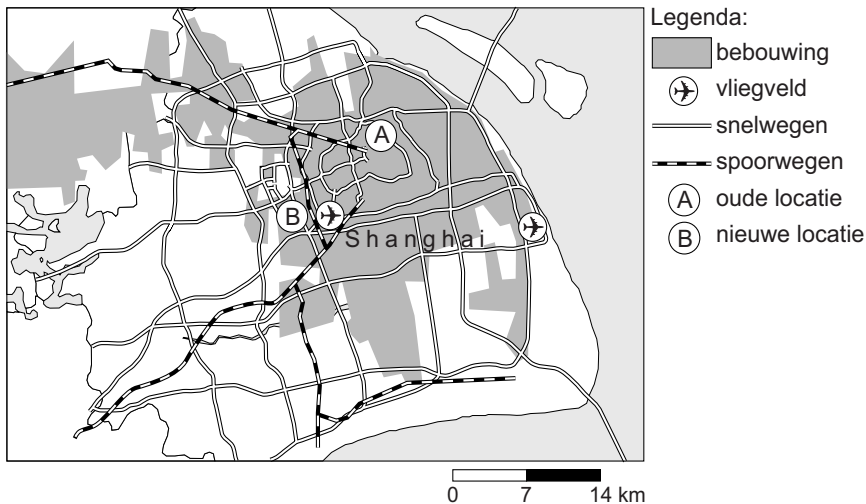 Legenda:
bebouwing
vliegveld
snelwegen
spoorwegen
A oude locatie
B nieuwe locatie
A
B
Shanghai
0 7 14 km